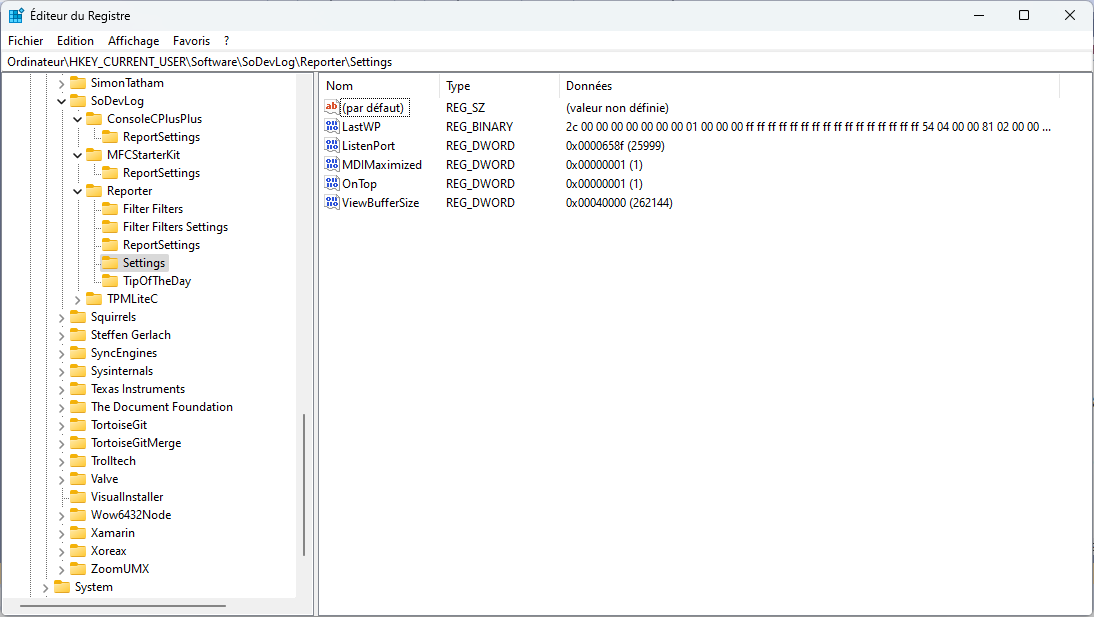 Éditeur du Registre
Fichier Edition Affichage Favoris ?
Ordinateur\HKEY_CURRENT_USER\Software\SoDevLog\Reporter\Settings
SimonTatham
SoDevLog
ConsoleCPlusPlus
ReportSettings
MFCStarterKit
ReportSettings
Reporter
Filter Filters
Filter Filters Settings
ReportSettings
Settings
TipOfTheDay
TPMLiteC
Squirrels
Steffen Gerlach
SyncEngines
Sysinternals
Texas Instruments
The Document Foundation
TortoiseGit
TortoiseGitMerge
Trolltech
Valve
VisualInstaller
Wow6432Node
Xamarin
Xoreax
ZoomUMX
System
Nom Type Données
(par défaut) REG_SZ (valeur non définie)
LastWP REG_BINARY 2c 00 00 00 00 00 00 00 01 00 00 00 ff ff ff ff ff ff ff ff ff ff ff ff ff ff ff ff 54 04 00 00 81 02 00 00 ...
ListenPort REG_DWORD 0x0000658f (25999)
MDIMaximized REG_DWORD 0x00000001 (1)
OnTop REG_DWORD 0x00000001 (1)
ViewBufferSize REG_DWORD 0x00040000 (262144)